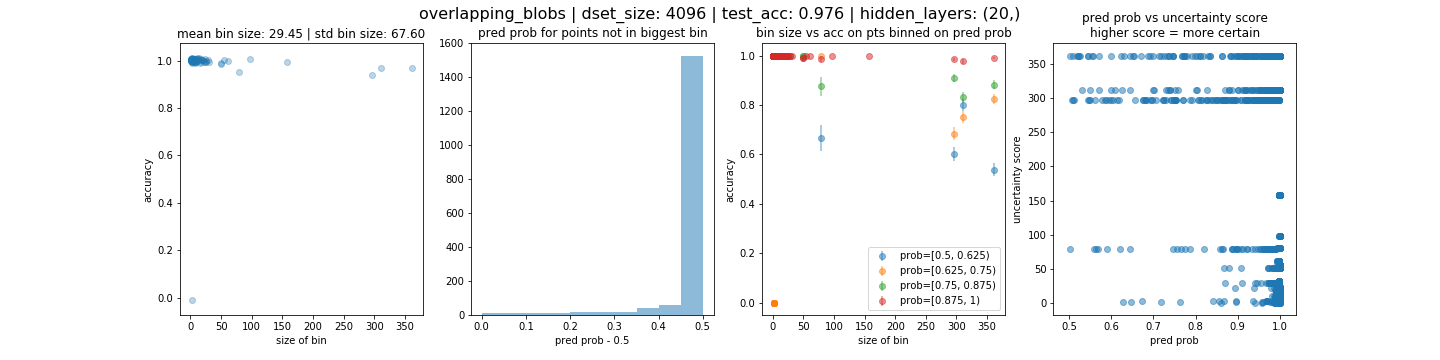 overlapping_blobs | dset_size: 4096 | test_acc: 0.976 | hidden_layers: (20,)
mean bin size: 29.45 | std bin size: 67.60
1.0
0.8
0.6
0.4
0.2
0.0
accuracy
0 50 100 150 200 250 300 350
size of bin
pred prob for points not in biggest bin
1600
1400
1200
1000
800
600
400
200
0
0.0 0.1 0.2 0.3 0.4 0.5
pred prob - 0.5
bin size vs acc on pts binned on pred prob
1.0
0.8
0.6
0.4
0.2
0.0
accuracy
prob=[0.5, 0.625)
prob=[0.625, 0.75)
prob=[0.75, 0.875)
prob=[0.875, 1)
0 50 100 150 200 250 300 350
size of bin
pred prob vs uncertainty score
higher score = more certain
350
300
250
200
150
100
50
0
uncertainty score
0.5 0.6 0.7 0.8 0.9 1.0
pred prob